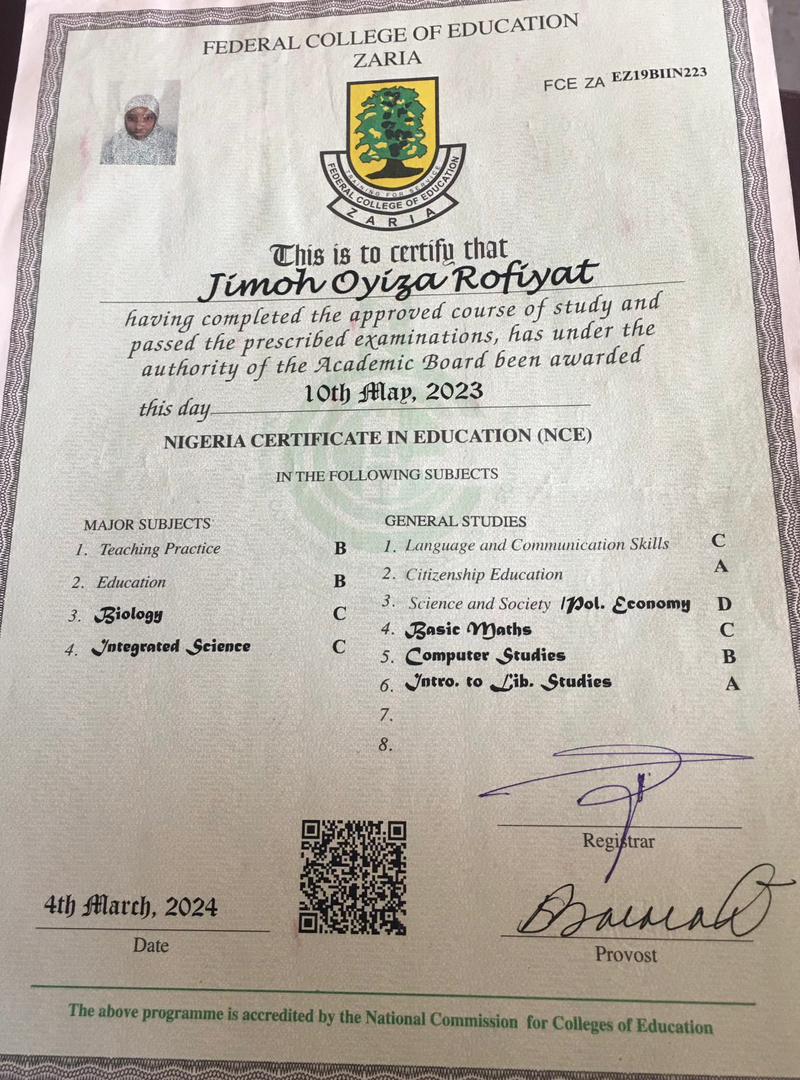 FEDERAL COLLEGE OF EDUCATION
ZARIA
FCE ZA EZ19BIIN223
TRAINING FOR SERVICE
FEDERAL COLLEGE OF EDUCATION
ZARIA
This is to certify that
Jimoh Oyiza Rofiyat
having completed the approved course of study and
passed the prescribed examinations, has under the
authority of the Academic Board been awarded
this day 10th May, 2023
NIGERIA CERTIFICATE IN EDUCATION (NCE)
IN THE FOLLOWING SUBJECTS
MAJOR SUBJECTS
1. Teaching Practice B
2. Education B
3. Biology C
4. Integrated Science C
GENERAL STUDIES
1. Language and Communication Skills C
2. Citizenship Education A
3. Science and Society /Pol. Economy D
4. Basic Maths C
5. Computer Studies B
6. Intro. to Lib. Studies A
7.
8.
Registrar
4th March, 2024
Date
Provost
The above programme is accredited by the National Commission for Colleges of Education